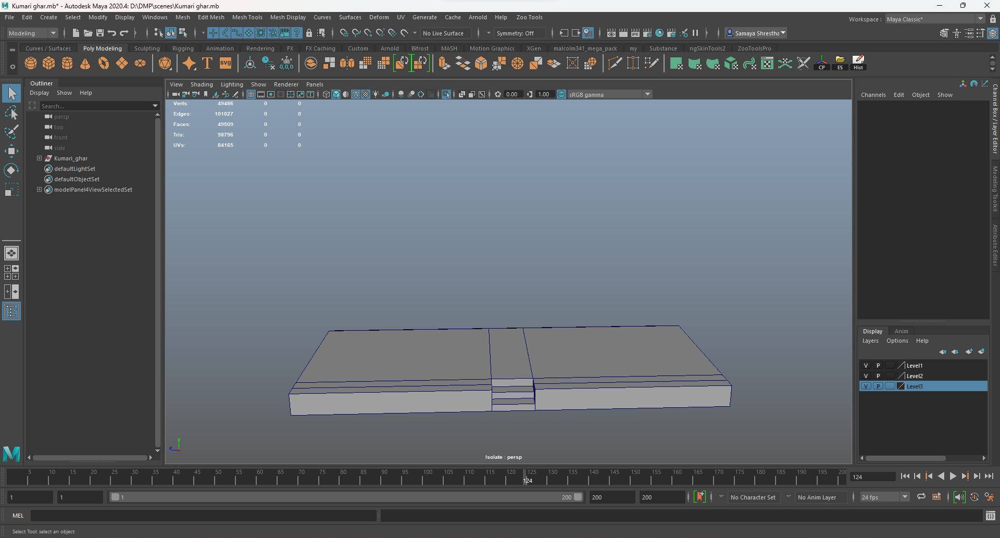 Kumari ghar.mb* - Autodesk Maya 2020.4: D:\DMP\scenes\Kumari ghar.mb
File Edit Create Select Modify Display Windows Mesh Edit Mesh Mesh Tools Mesh Display Curves Surfaces Deform UV Generate Cache Arnold Help Zoo Tools
Workspace : Maya Classic*
Modeling No Live Surface Symmetry: Off Samaya Shrestha
Curves / Surfaces Poly Modeling Sculpting Rigging Animation Rendering FX FX Caching Custom Arnold Bifrost MASH Motion Graphics XGen malcolm341_mega_pack my Substance ngSkinTools2 ZooToolsPro
T svg 0,0,0 CP ES Hist
Outliner
Display Show Help
Search...
persp
top
front
side
Kumari_ghar
defaultLightSet
defaultObjectSet
modelPanel4ViewSelectedSet
View Shading Lighting Show Renderer Panels
0.00 1.00 ON sRGB gamma
Verts: 49486 0 0
Edges: 101027 0 0
Faces: 49509 0 0
Tris: 98796 0 0
UVs: 84165 0 0
y
z
Isolate : persp
Channels Edit Object Show
Channel Box / Layer Editor
Modeling Toolkit
Attribute Editor
Display Anim
Layers Options Help
V P Level1
V P Level2
V P Level3
5 10 15 20 25 30 35 40 45 50 55 60 65 70 75 80 85 90 95 100 105 110 115 120 125 130 135 140 145 150 155 160 165 170 175 180 185 190 195 200
124
124
1 1 1 200 200 200 No Character Set No Anim Layer 24 fps
MEL
Select Tool: select an object